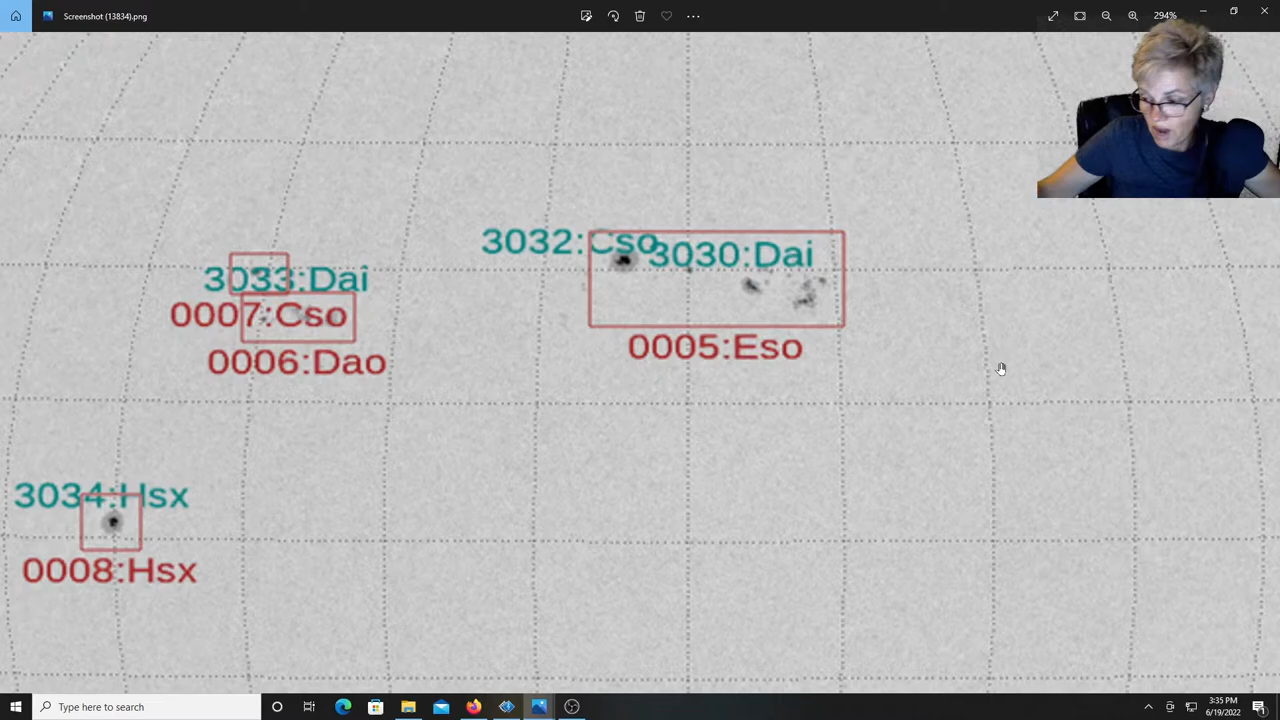 Screenshot (13834).png
294%
3032:Cso
3030:Dai
3033:Dai
0007:Cso
0005:Eso
0006:Dao
3034:Hsx
0008:Hsx
Type here to search
3:35 PM
6/19/2022